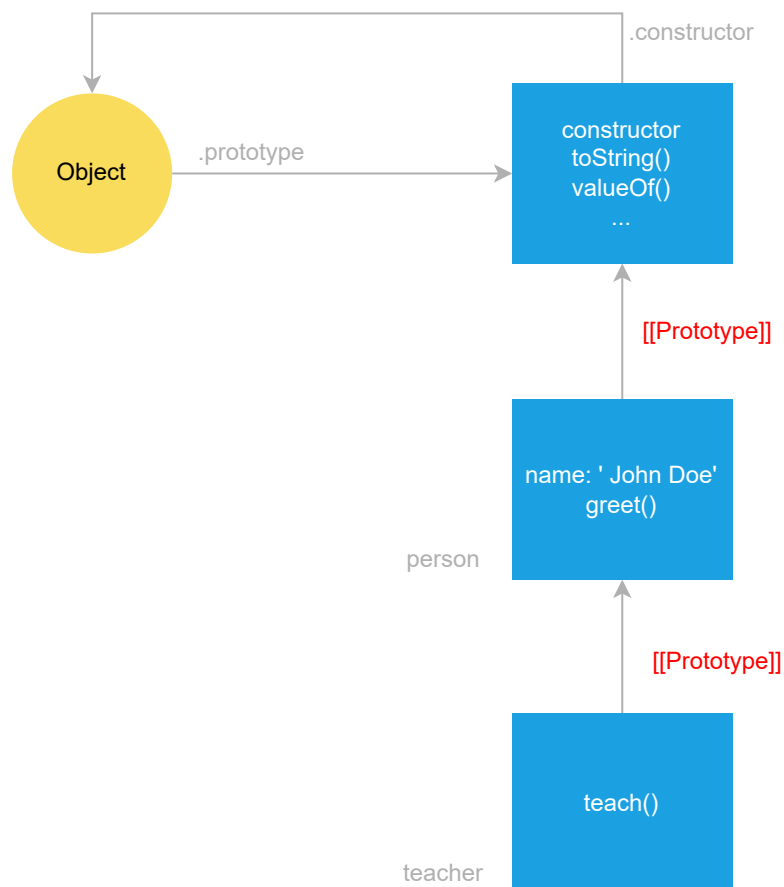 .constructor
Object
.prototype
constructor
toString()
valueOf()
...
[[Prototype]]
name: ' John Doe'
greet()
person
[[Prototype]]
teach()
teacher